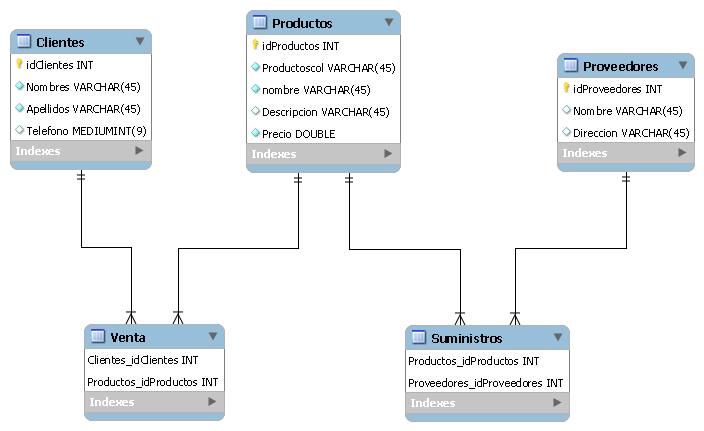 Clientes
idClientes INT
Nombres VARCHAR(45)
Apellidos VARCHAR(45)
Telefono MEDIUMINT(9)
Indexes
Productos
idProductos INT
Productoscol VARCHAR(45)
nombre VARCHAR(45)
Descripcion VARCHAR(45)
Precio DOUBLE
Indexes
Proveedores
idProveedores INT
Nombre VARCHAR(45)
Direccion VARCHAR(45)
Indexes
Venta
Clientes_idClientes INT
Productos_idProductos INT
Indexes
Suministros
Productos_idProductos INT
Proveedores_idProveedores INT
Indexes